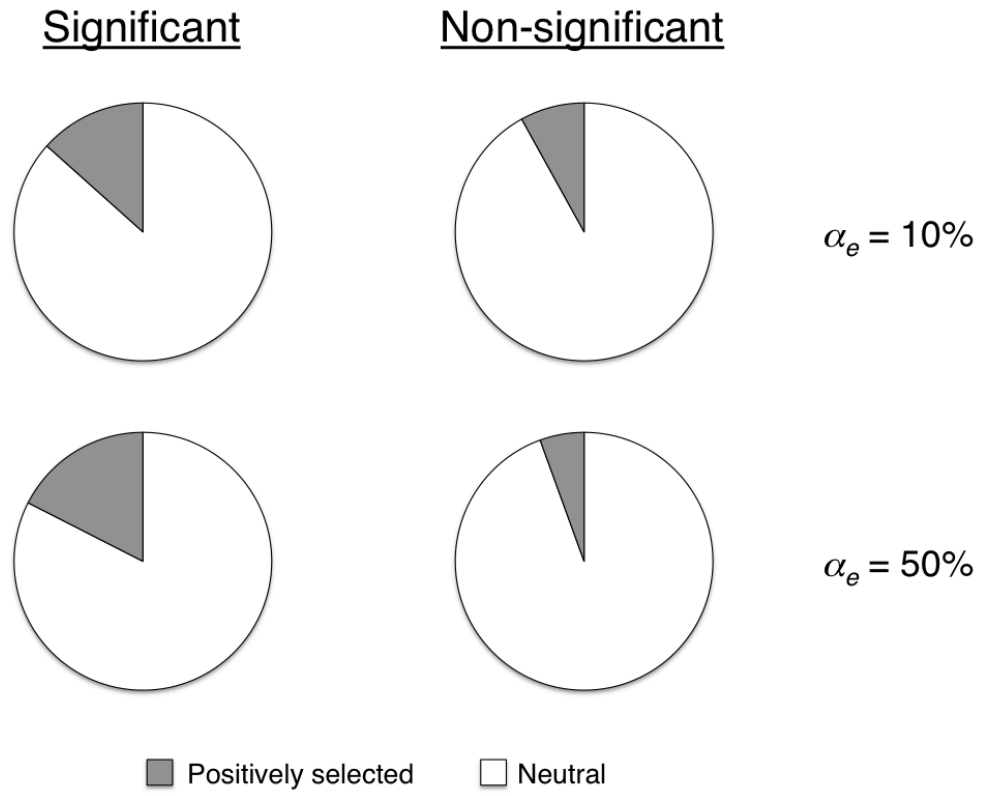 Significant
Non-significant
αe = 10%
αe = 50%
Positively selected
Neutral